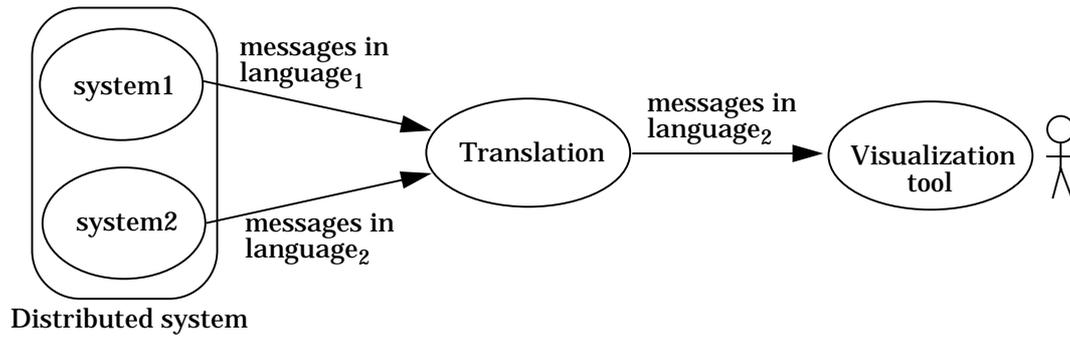 system1
messages in
language₁
system2
messages in
language₂
Distributed system
Translation
messages in
language₂
Visualization
tool